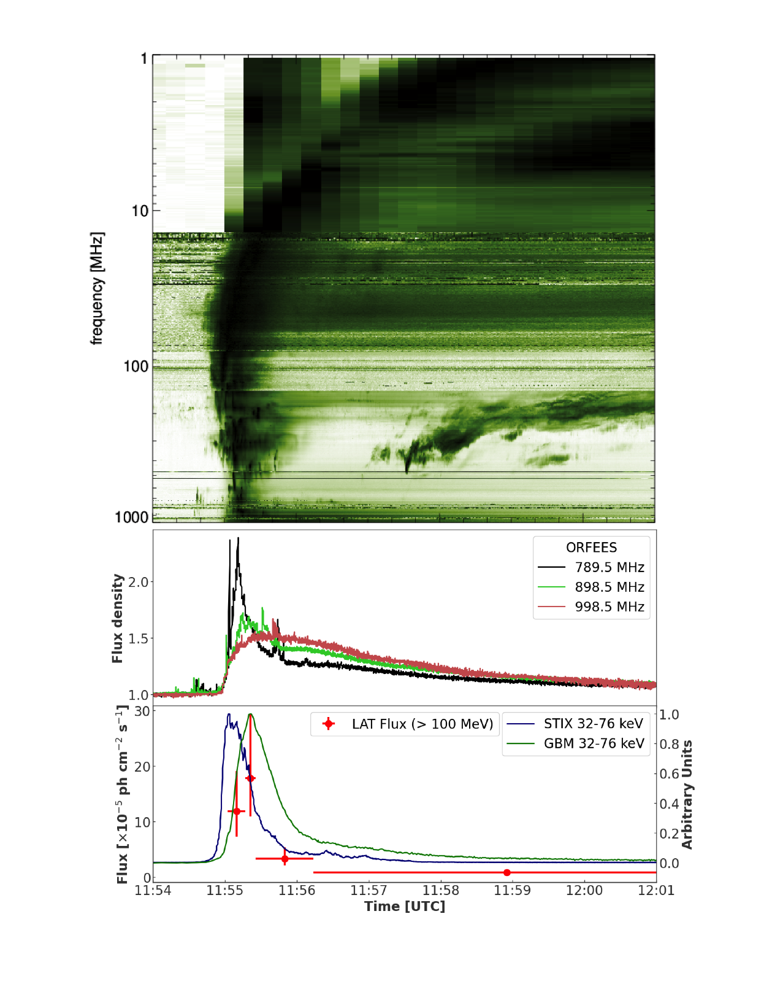 1
10
100
1000
frequency [MHz]
ORFEES
789.5 MHz
898.5 MHz
998.5 MHz
2.0
1.5
1.0
Flux density
LAT Flux (> 100 MeV)
STIX 32-76 keV
GBM 32-76 keV
30
20
10
0
Flux [×10⁻⁵ ph cm⁻² s⁻¹]
1.0
0.8
0.6
0.4
0.2
0.0
Arbitrary Units
11:54 11:55 11:56 11:57 11:58 11:59 12:00 12:01
Time [UTC]